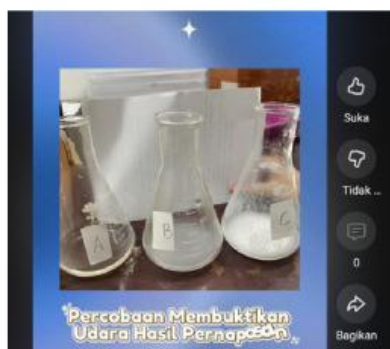 Suka
Tidak ...
A
B
C
0
Percobaan Membuktikan
Udara Hasil Pernapasan
Bagikan